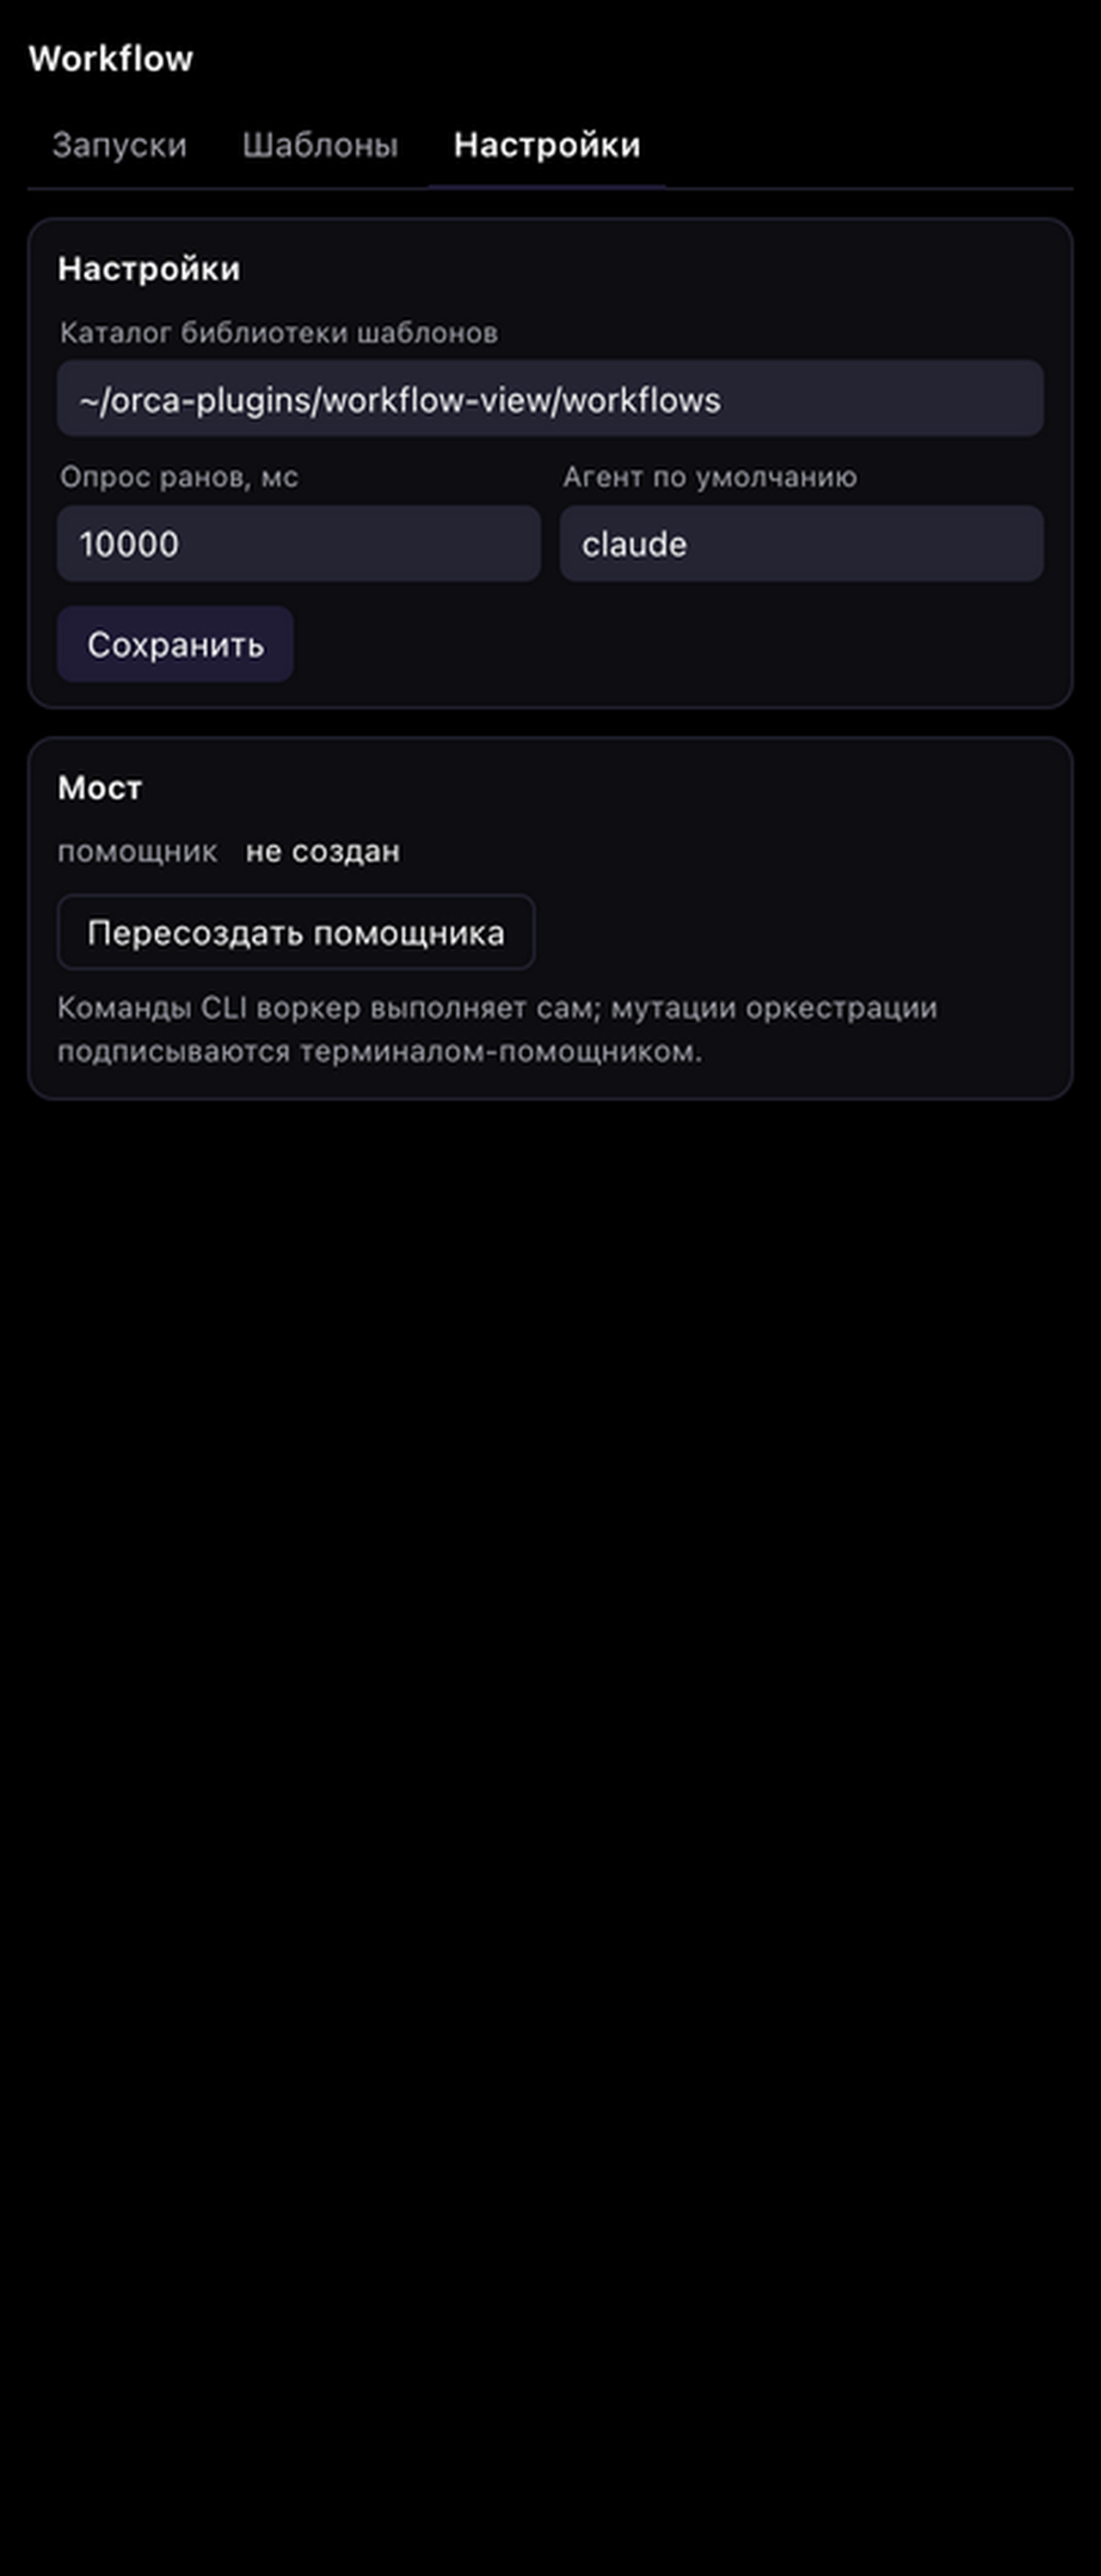 Workflow
Запуски Шаблоны Настройки
Настройки
Каталог библиотеки шаблонов
~/orca-plugins/workflow-view/workflows
Опрос ранов, мс Агент по умолчанию
10000 claude
Сохранить
Мост
помощник не создан
Пересоздать помощника
Команды CLI воркер выполняет сам; мутации оркестрации
подписываются терминалом-помощником.